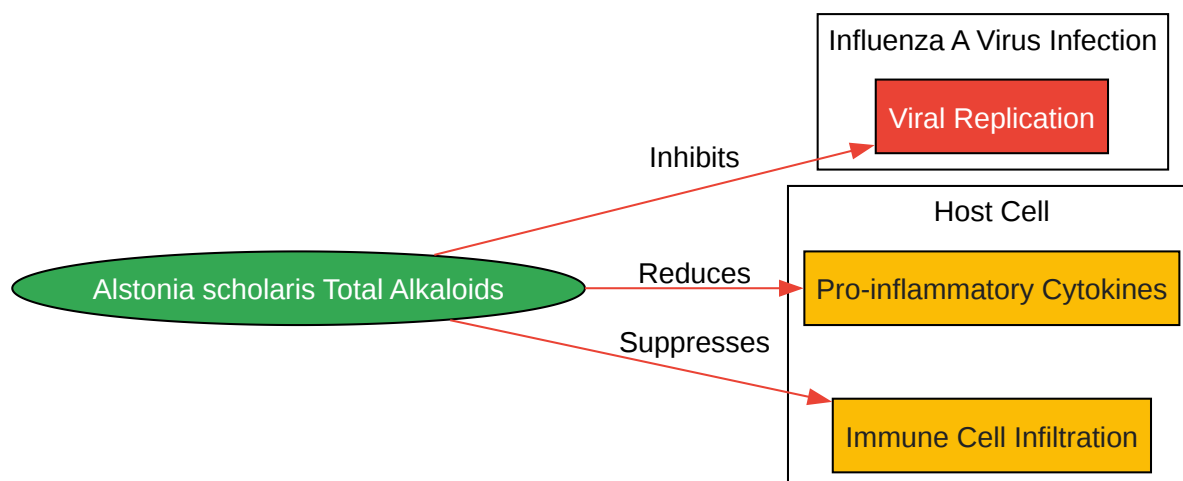 Influenza A Virus Infection
Viral Replication
Inhibits
Host Cell
Alstonia scholaris Total Alkaloids
Reduces
Pro-inflammatory Cytokines
Suppresses
Immune Cell Infiltration